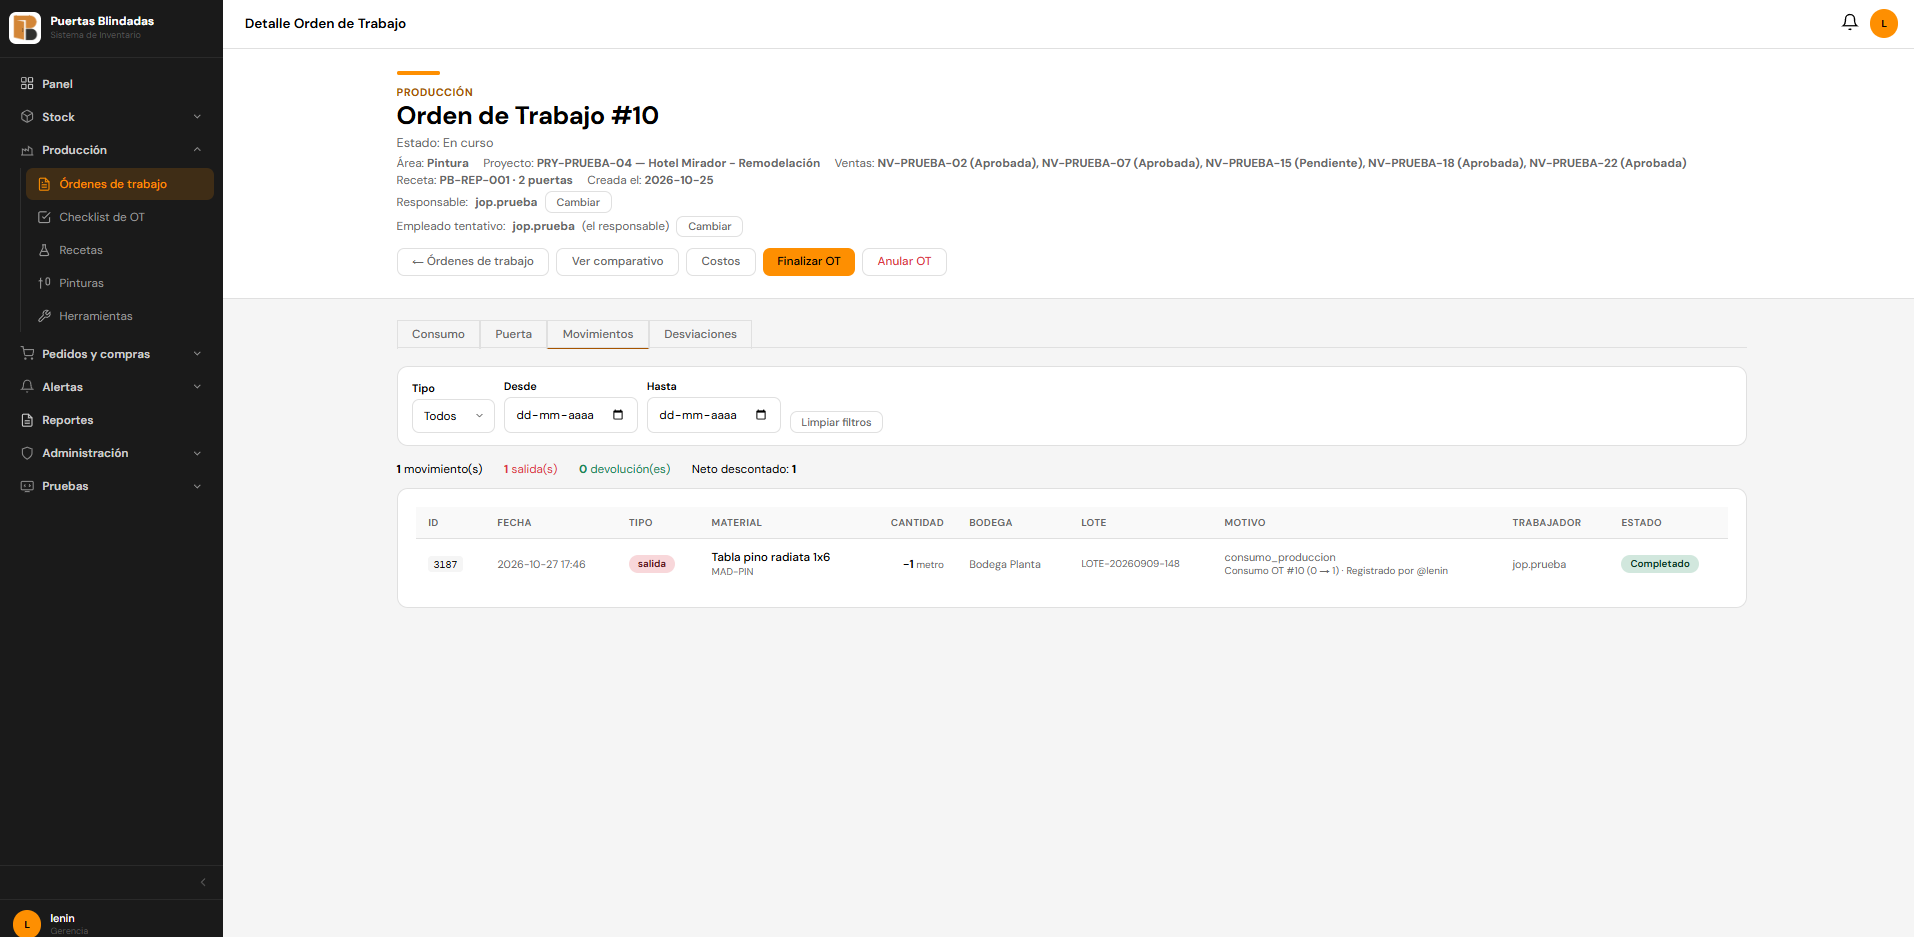 Puertas Blindadas
Sistema de Inventario
Panel
Stock
Producción
Órdenes de trabajo
Checklist de OT
Recetas
Pinturas
Herramientas
Pedidos y compras
Alertas
Reportes
Administración
Pruebas
L lenin
Gerencia
Detalle Orden de Trabajo
L
PRODUCCIÓN
Orden de Trabajo #10
Estado: En curso
Área: Pintura Proyecto: PRY-PRUEBA-04 — Hotel Mirador - Remodelación Ventas: NV-PRUEBA-02 (Aprobada), NV-PRUEBA-07 (Aprobada), NV-PRUEBA-15 (Pendiente), NV-PRUEBA-18 (Aprobada), NV-PRUEBA-22 (Aprobada)
Receta: PB-REP-001 · 2 puertas Creada el: 2026-10-25
Responsable: jop.prueba Cambiar
Empleado tentativo: jop.prueba (el responsable) Cambiar
← Órdenes de trabajo Ver comparativo Costos Finalizar OT Anular OT
Consumo Puerta Movimientos Desviaciones
Tipo Desde Hasta
Todos dd-mm-aaaa dd-mm-aaaa Limpiar filtros
1 movimiento(s) 1 salida(s) 0 devolución(es) Neto descontado: 1
ID FECHA TIPO MATERIAL CANTIDAD BODEGA LOTE MOTIVO TRABAJADOR ESTADO
3187 2026-10-27 17:46 salida Tabla pino radiata 1x6 -1 metro Bodega Planta LOTE-20260909-148 consumo_produccion jop.prueba Completado
MAD-PIN Consumo OT #10 (0 → 1) · Registrado por @lenin